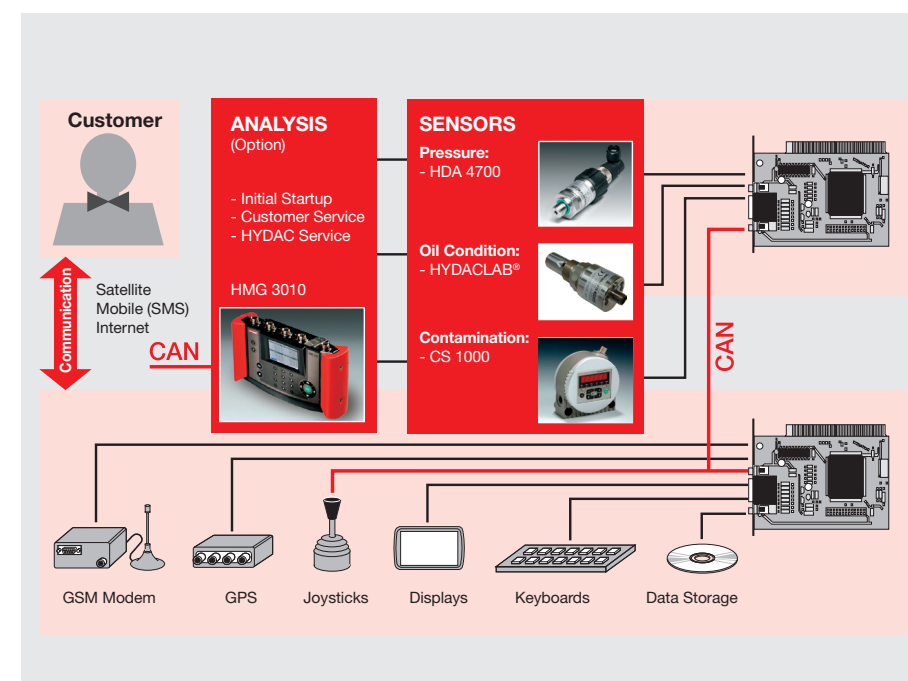 Customer
Communication
Satellite
Mobile (SMS)
Internet
CAN
ANALYSIS
(Option)
- Initial Startup
- Customer Service
- HYDAC Service
HMG 3010
SENSORS
Pressure:
- HDA 4700
Oil Condition:
- HYDACLAB®
Contamination:
- CS 1000
CAN
GSM Modem
GPS
Joysticks
Displays
Keyboards
Data Storage